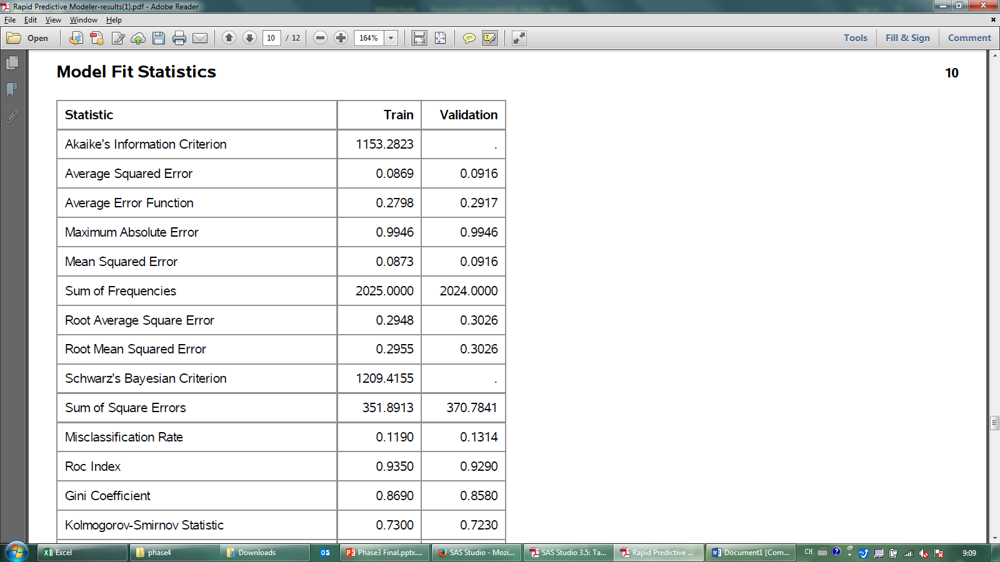 Rapid Predictive Modeler-results(1).pdf - Adobe Reader
File Edit View Window Help
Open 10 / 12 164% Tools Fill & Sign Comment
Model Fit Statistics 10
Statistic Train Validation
Akaike's Information Criterion 1153.2823 .
Average Squared Error 0.0869 0.0916
Average Error Function 0.2798 0.2917
Maximum Absolute Error 0.9946 0.9946
Mean Squared Error 0.0873 0.0916
Sum of Frequencies 2025.0000 2024.0000
Root Average Square Error 0.2948 0.3026
Root Mean Squared Error 0.2955 0.3026
Schwarz's Bayesian Criterion 1209.4155 .
Sum of Square Errors 351.8913 370.7841
Misclassification Rate 0.1190 0.1314
Roc Index 0.9350 0.9290
Gini Coefficient 0.8690 0.8580
Kolmogorov-Smirnov Statistic 0.7300 0.7230
Excel phase4 Downloads Phase3 Final.pptx... SAS Studio - Mozi... SAS Studio 3.5: Ta... Rapid Predictive ... Document1 [Com... CH 9:09